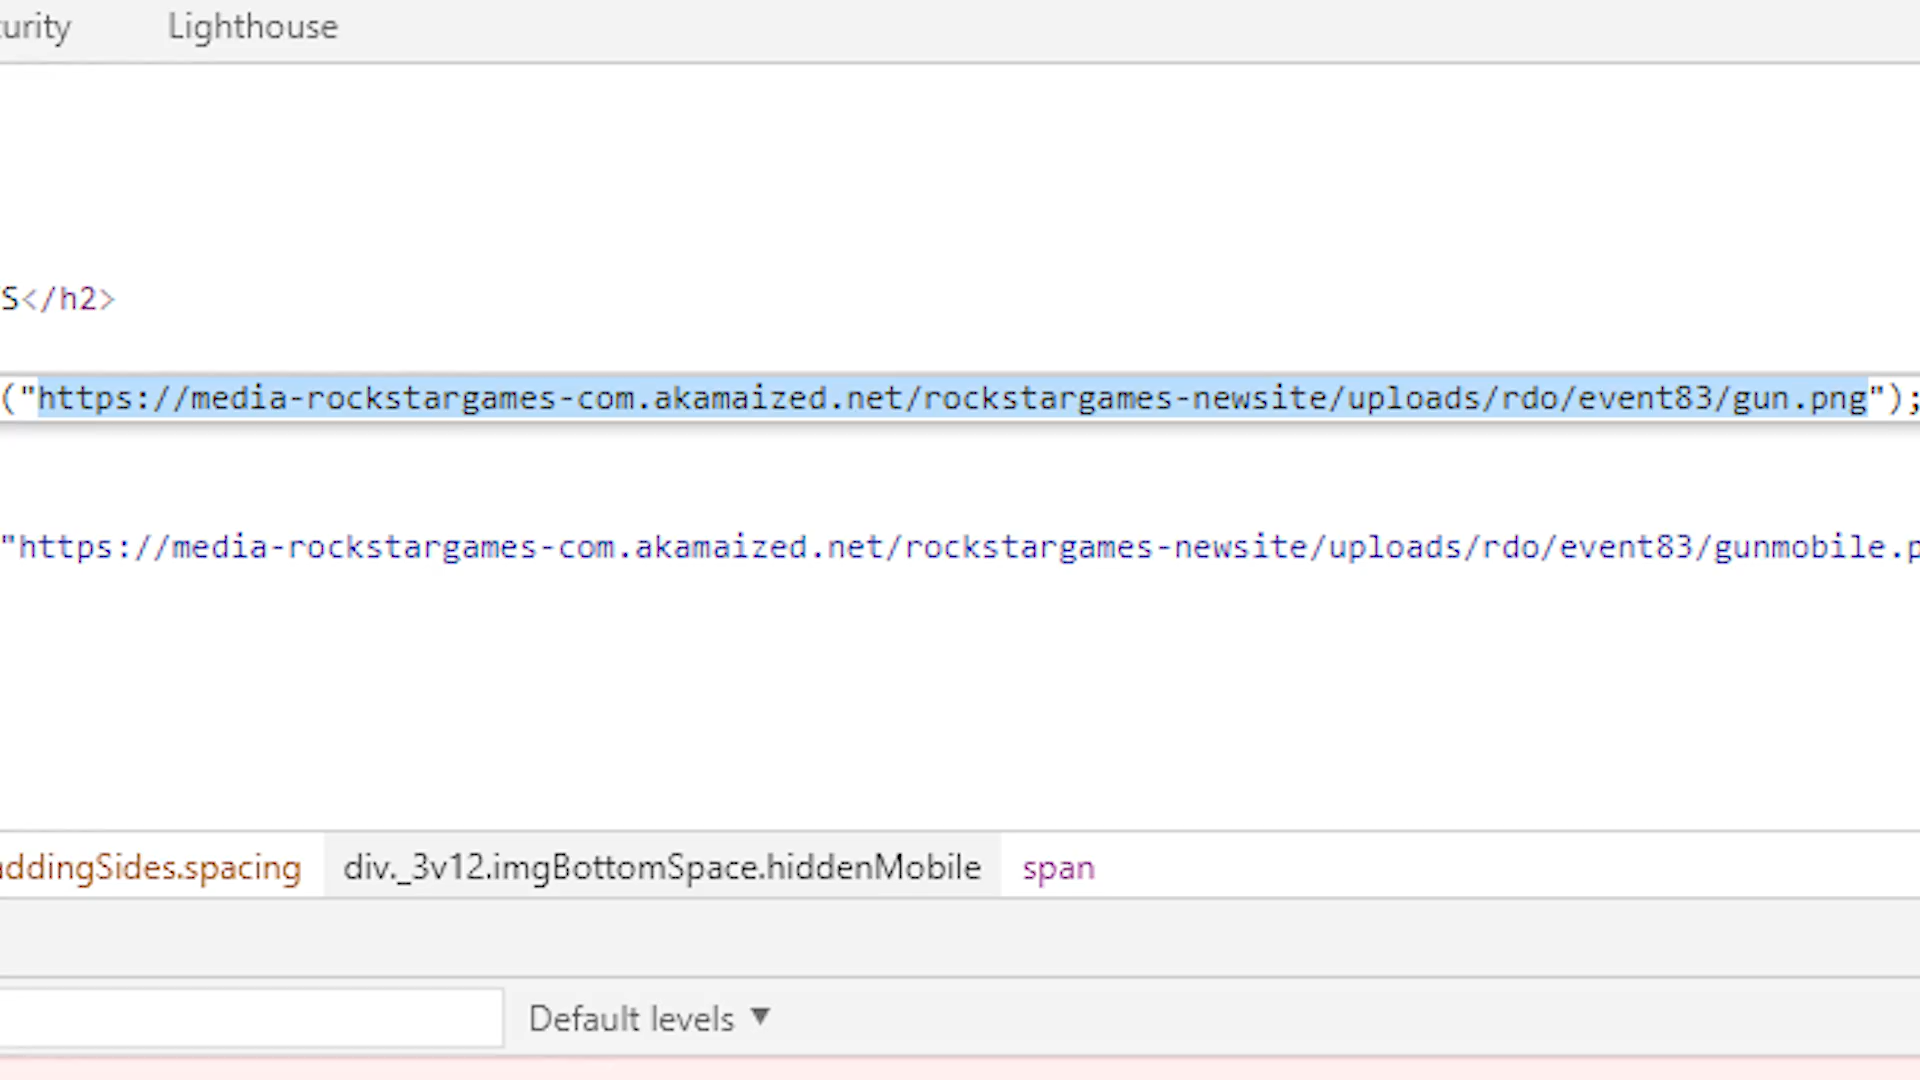 urity Lighthouse
S</h2>
("https://media-rockstargames-com.akamaized.net/rockstargames-newsite/uploads/rdo/event83/gun.png");
"https://media-rockstargames-com.akamaized.net/rockstargames-newsite/uploads/rdo/event83/gunmobile.p
addingSides.spacing div._3v12.imgBottomSpace.hiddenMobile span
Default levels ▼